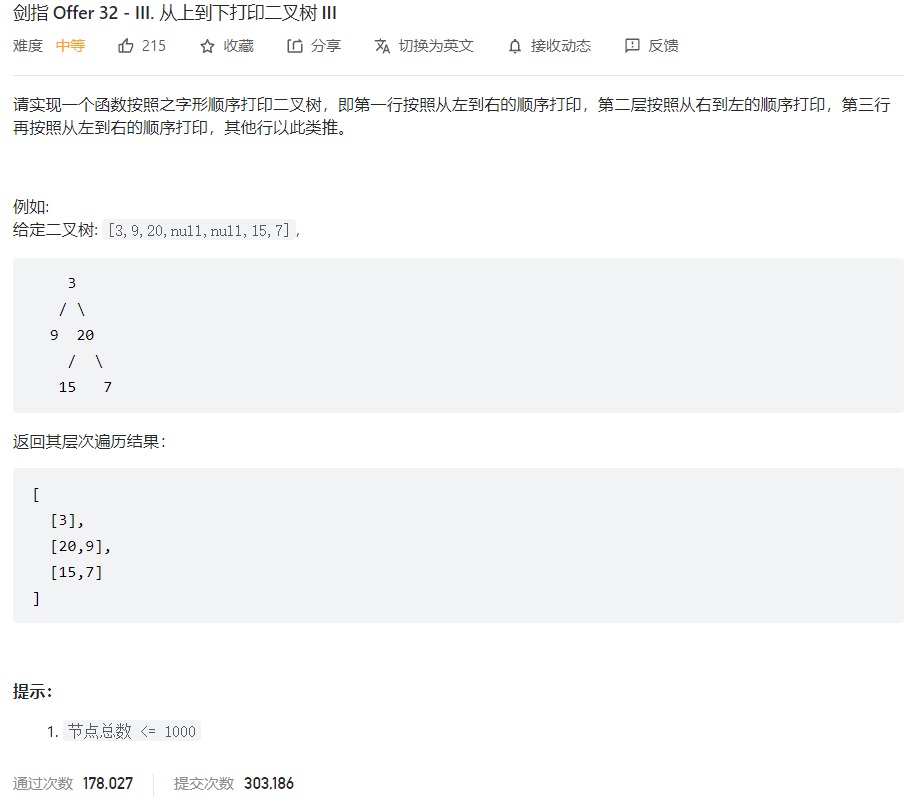 剑指 Offer 32 - III. 从上到下打印二叉树 III
难度 中等 215 收藏 分享 切换为英文 接收动态 反馈
请实现一个函数按照之字形顺序打印二叉树，即第一行按照从左到右的顺序打印，第二层按照从右到左的顺序打印，第三行
再按照从左到右的顺序打印，其他行以此类推。
例如:
给定二叉树: [3,9,20,null,null,15,7],
3
/ \
9 20
/ \
15 7
返回其层次遍历结果：
[
[3],
[20,9],
[15,7]
]
提示：
1. 节点总数 <= 1000
通过次数 178,027 提交次数 303,186